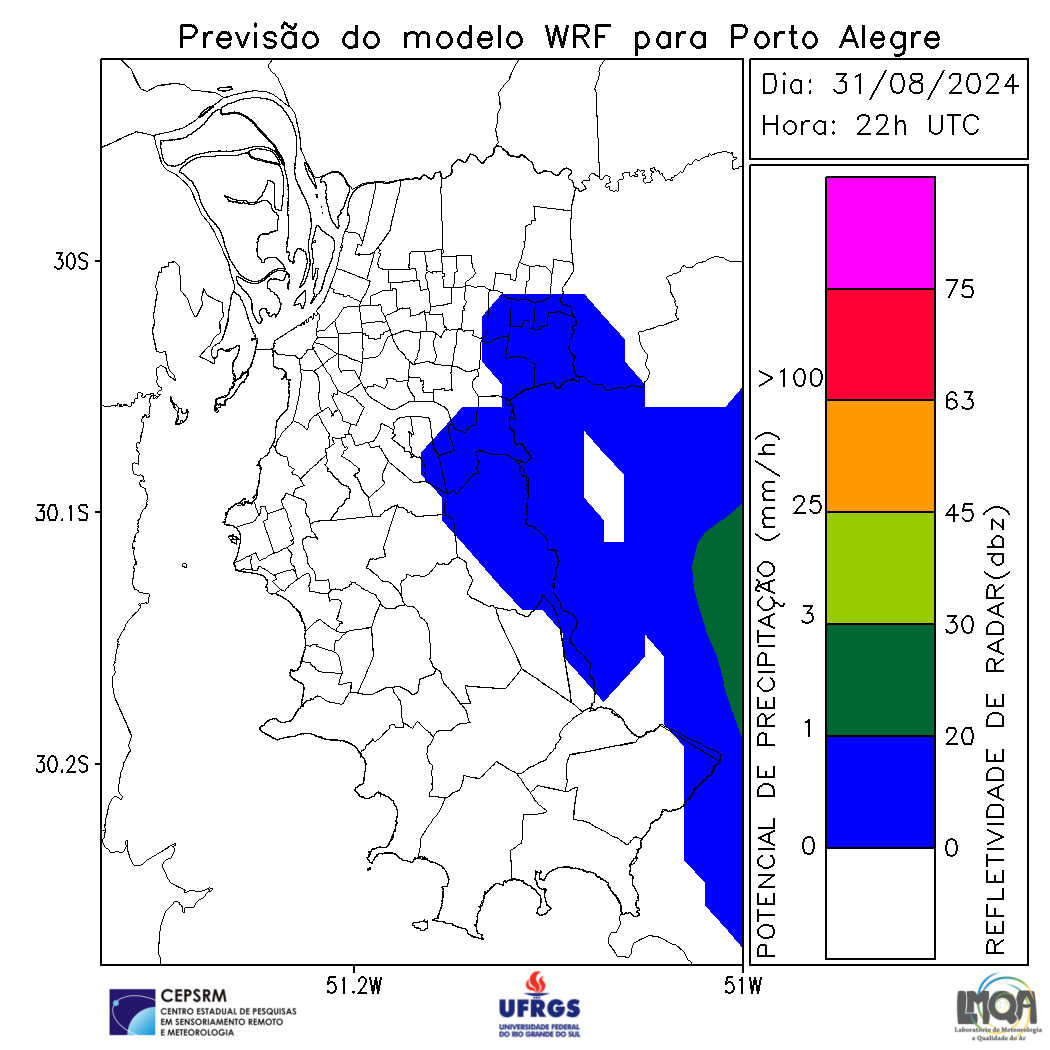 Previsão do modelo WRF para Porto Alegre
Dia: 31/08/2024
Hora: 22h UTC
30S
30.1S
30.2S
51.2W
51W
POTENCIAL DE PRECIPITAÇÃO (mm/h)
>100
25
3
1
0
75
63
45
30
20
0
REFLETIVIDADE DE RADAR(dbz)
CEPSRM
CENTRO ESTADUAL DE PESQUISAS
EM SENSORIAMENTO REMOTO
E METEOROLOGIA
UFRGS
UNIVERSIDADE FEDERAL
DO RIO GRANDE DO SUL
LMQA
Laboratório de Meteorologia
e Qualidade do Ar